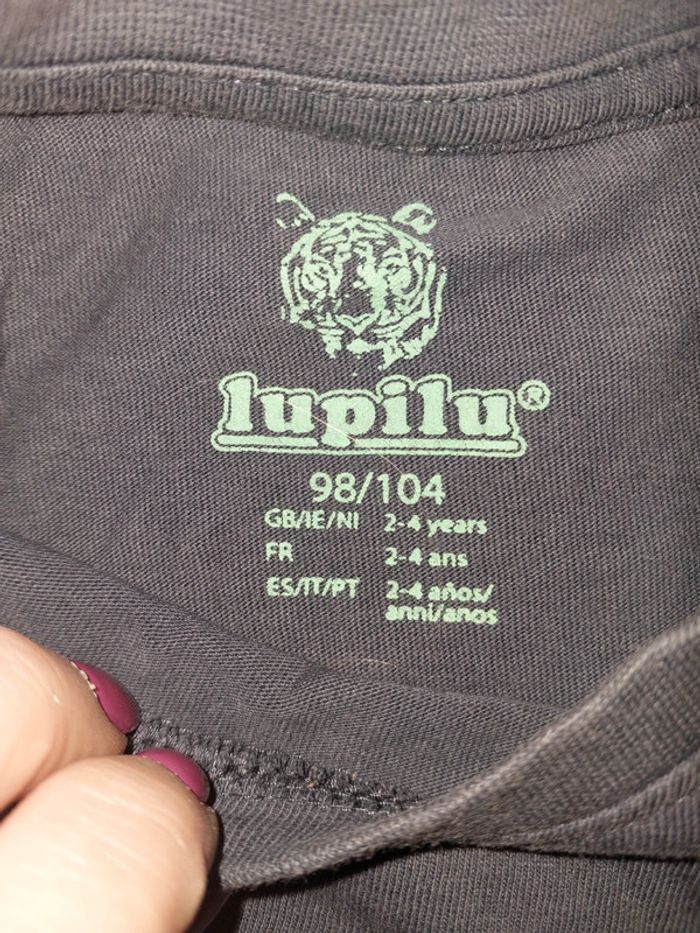 lupilu®
98/104
GB/IE/NI 2-4 years
FR 2-4 ans
ES/IT/PT 2-4 años/
anni/anos